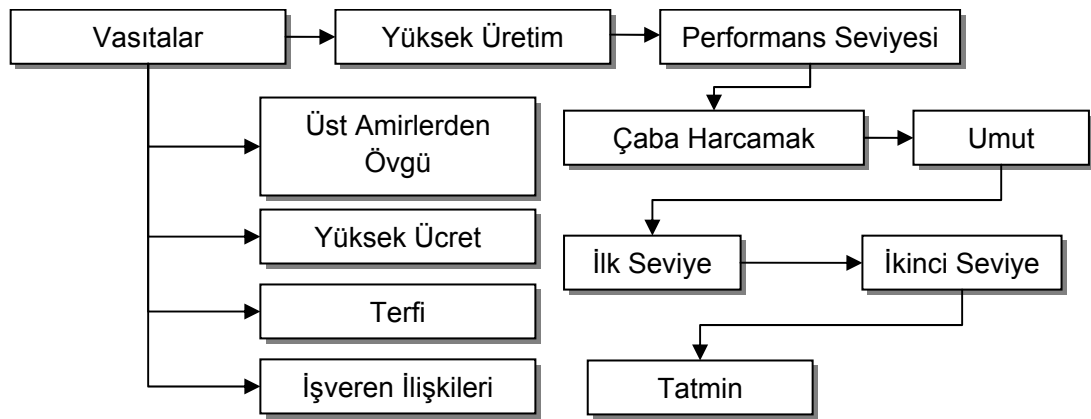 Vasıtalar
Yüksek Üretim
Performans Seviyesi
Üst Amirlerden
Övgü
Çaba Harcamak
Umut
Yüksek Ücret
İlk Seviye
İkinci Seviye
Terfi
İşveren İlişkileri
Tatmin